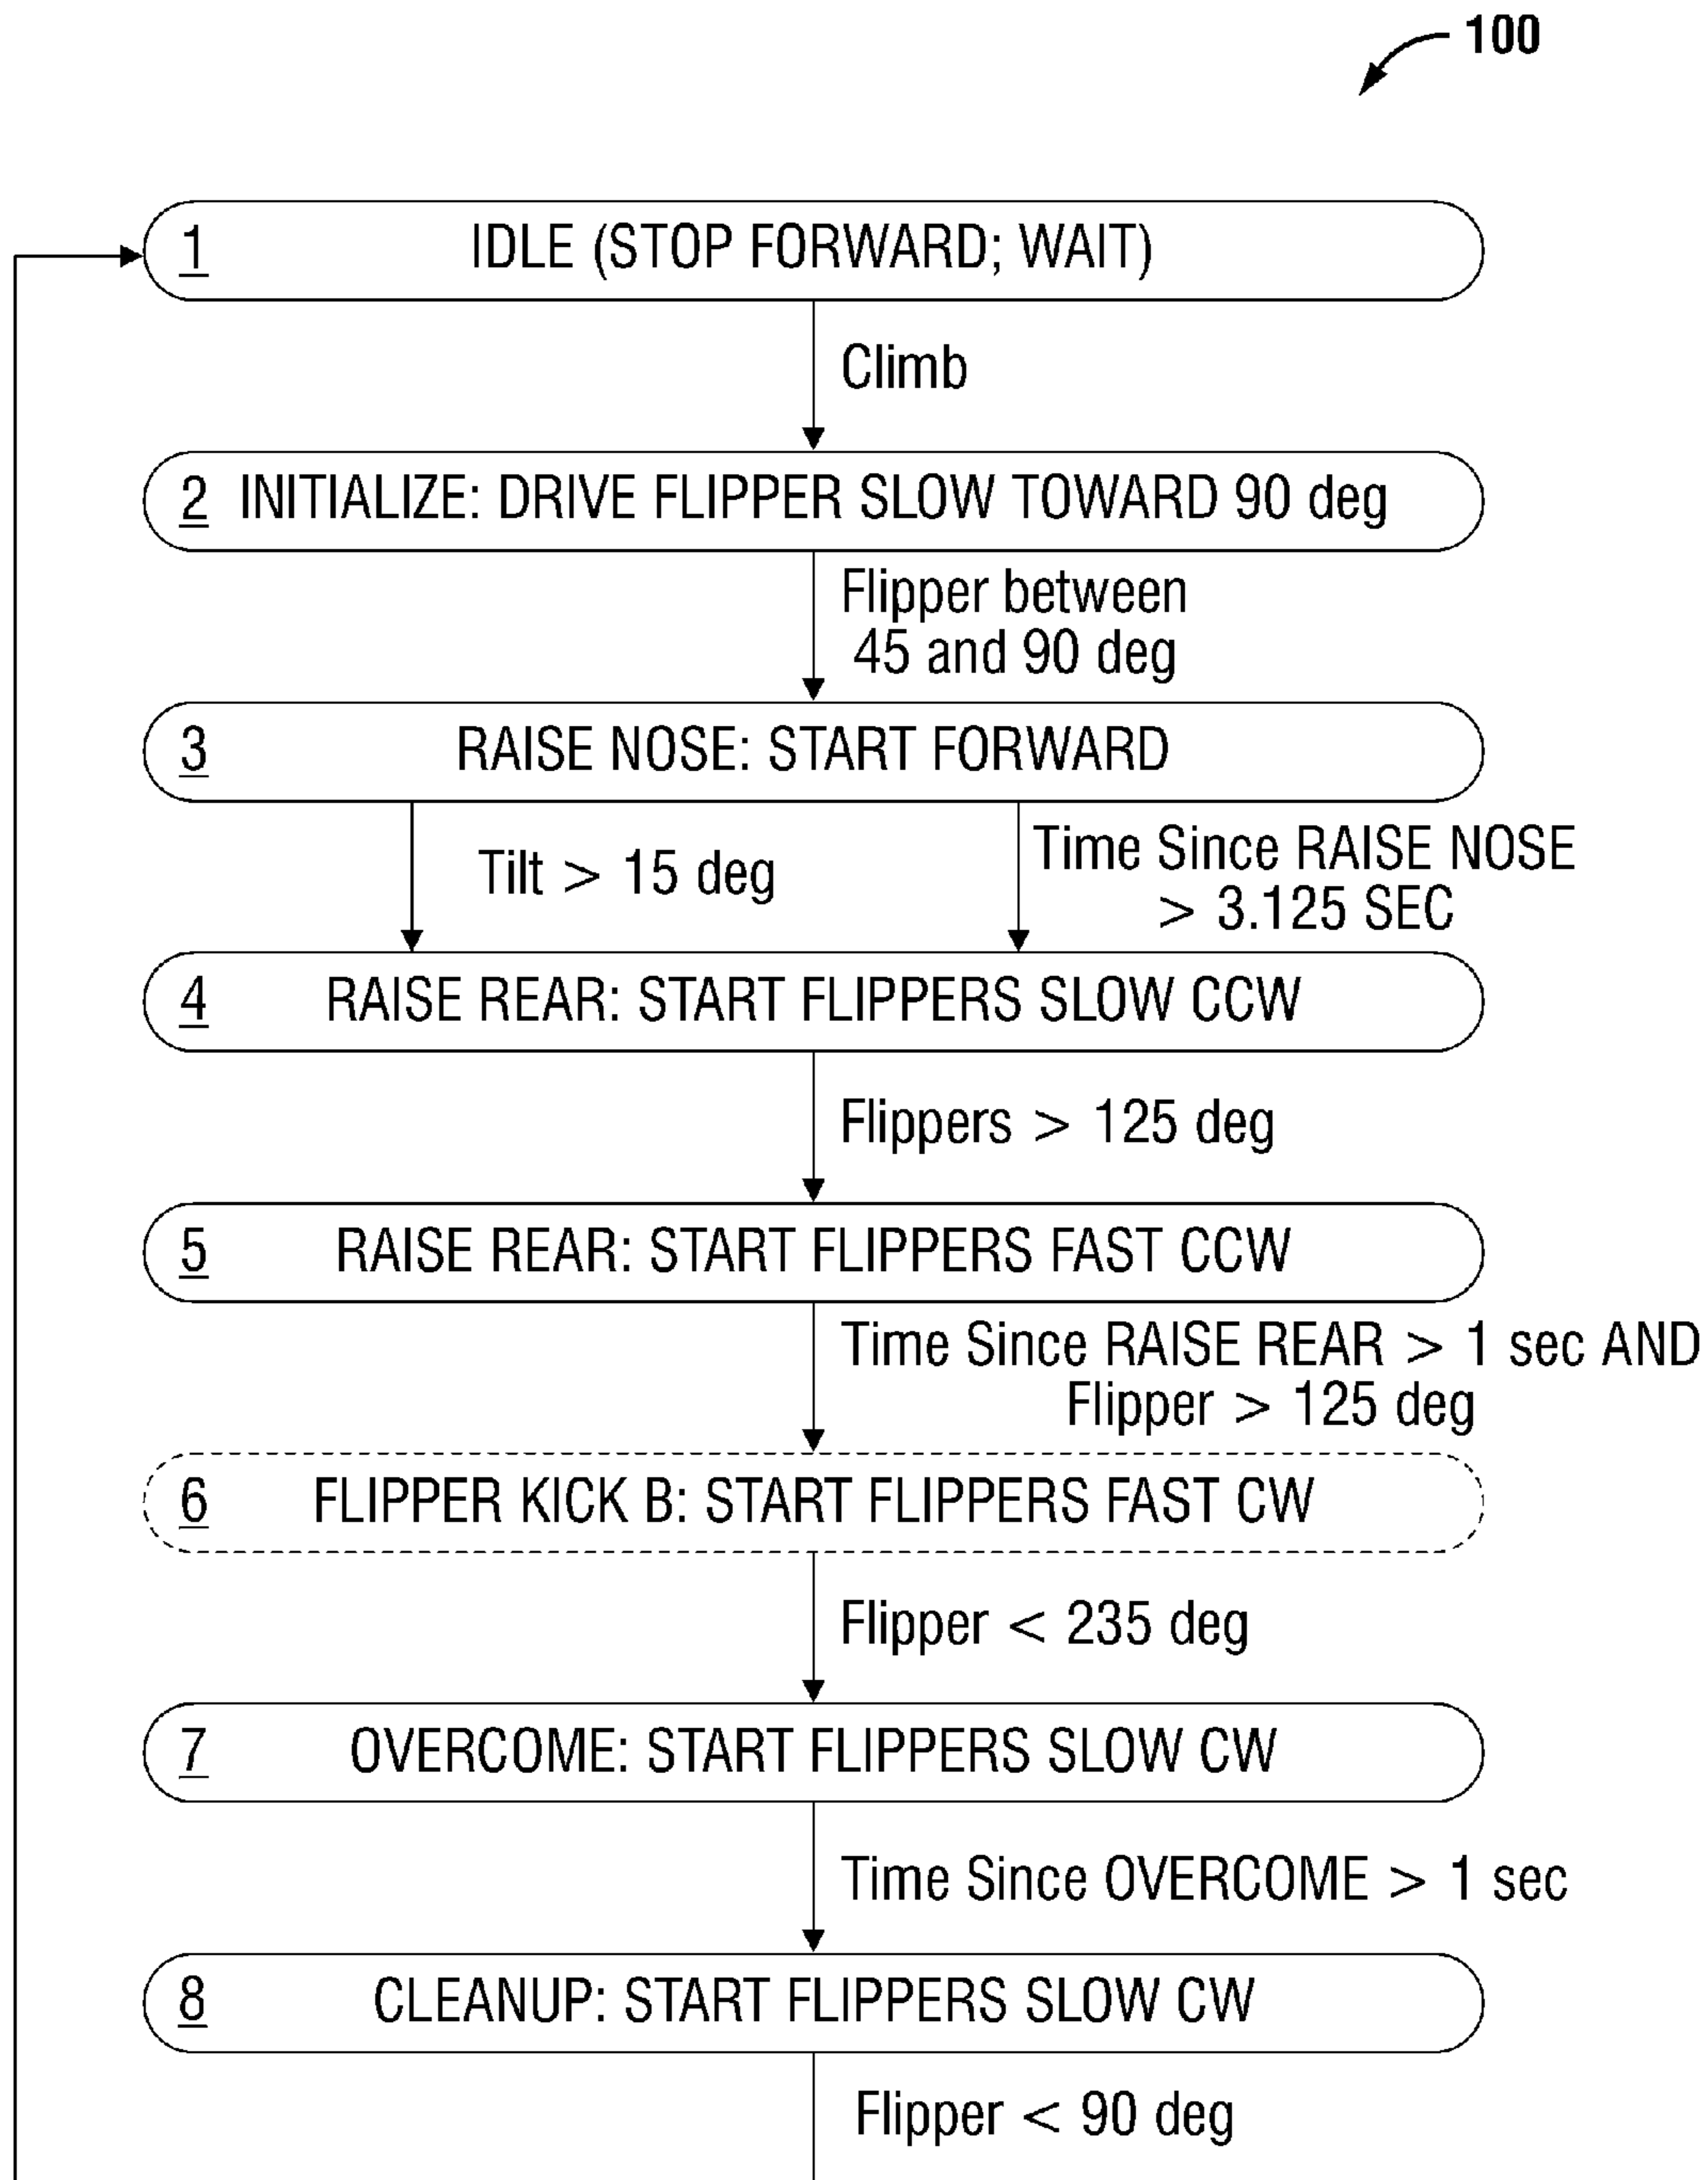 100
1 IDLE (STOP FORWARD; WAIT)
Climb
2 INITIALIZE: DRIVE FLIPPER SLOW TOWARD 90 deg
Flipper between
45 and 90 deg
3 RAISE NOSE: START FORWARD
Tilt > 15 deg
Time Since RAISE NOSE
> 3.125 SEC
4 RAISE REAR: START FLIPPERS SLOW CCW
Flippers > 125 deg
5 RAISE REAR: START FLIPPERS FAST CCW
Time Since RAISE REAR > 1 sec AND
Flipper > 125 deg
6 FLIPPER KICK B: START FLIPPERS FAST CW
Flipper < 235 deg
7 OVERCOME: START FLIPPERS SLOW CW
Time Since OVERCOME > 1 sec
8 CLEANUP: START FLIPPERS SLOW CW
Flipper < 90 deg